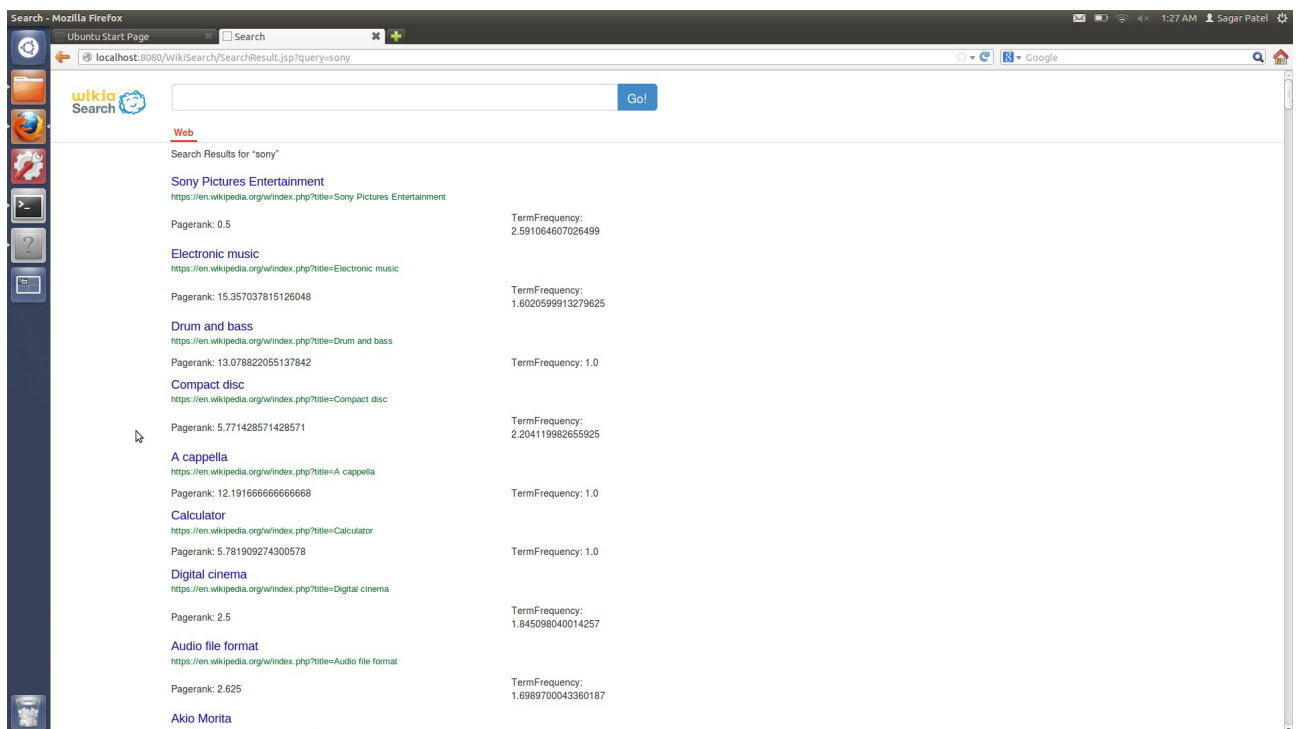 Search - Mozilla Firefox
1:27 AM Sagar Patel
Ubuntu Start Page
Search
localhost:8080/WikiSearch/SearchResult.jsp?query=sony
Google
wikia
Search
Go!
Web
Search Results for “sony”
Sony Pictures Entertainment
https://en.wikipedia.org/w/index.php?title=Sony Pictures Entertainment
Pagerank: 0.5
TermFrequency:
2.591064607026499
Electronic music
https://en.wikipedia.org/w/index.php?title=Electronic music
Pagerank: 15.357037815126048
TermFrequency:
1.6020599913279625
Drum and bass
https://en.wikipedia.org/w/index.php?title=Drum and bass
Pagerank: 13.078822055137842
TermFrequency: 1.0
Compact disc
https://en.wikipedia.org/w/index.php?title=Compact disc
Pagerank: 5.771428571428571
TermFrequency:
2.204119982655925
A cappella
https://en.wikipedia.org/w/index.php?title=A cappella
Pagerank: 12.191666666666668
TermFrequency: 1.0
Calculator
https://en.wikipedia.org/w/index.php?title=Calculator
Pagerank: 5.781909274300578
TermFrequency: 1.0
Digital cinema
https://en.wikipedia.org/w/index.php?title=Digital cinema
Pagerank: 2.5
TermFrequency:
1.845098040014257
Audio file format
https://en.wikipedia.org/w/index.php?title=Audio file format
Pagerank: 2.625
TermFrequency:
1.6989700043360187
Akio Morita